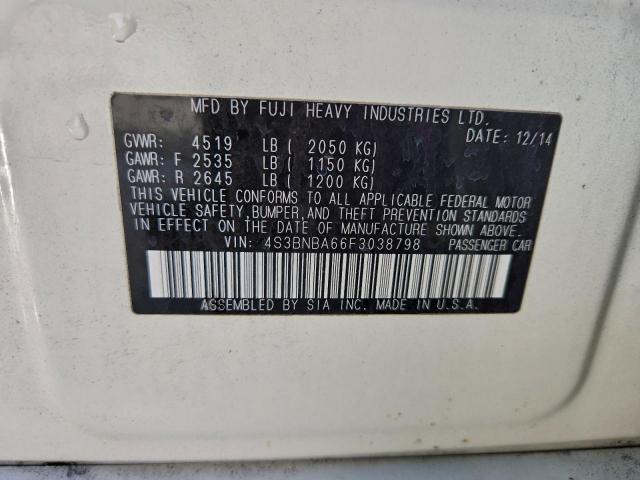 MFD BY FUJI HEAVY INDUSTRIES LTD.
DATE: 12/14
GVWR: 4519 LB ( 2050 KG)
GAWR: F 2535 LB ( 1150 KG)
GAWR: R 2645 LB ( 1200 KG)
THIS VEHICLE CONFORMS TO ALL APPLICABLE FEDERAL MOTOR
VEHICLE SAFETY, BUMPER, AND THEFT PREVENTION STANDARDS
IN EFFECT ON THE DATE OF MANUFACTURE SHOWN ABOVE.
VIN: 4S3BNBA66F3038798 PASSENGER CAR
ASSEMBLED BY SIA INC. MADE IN U.S.A.